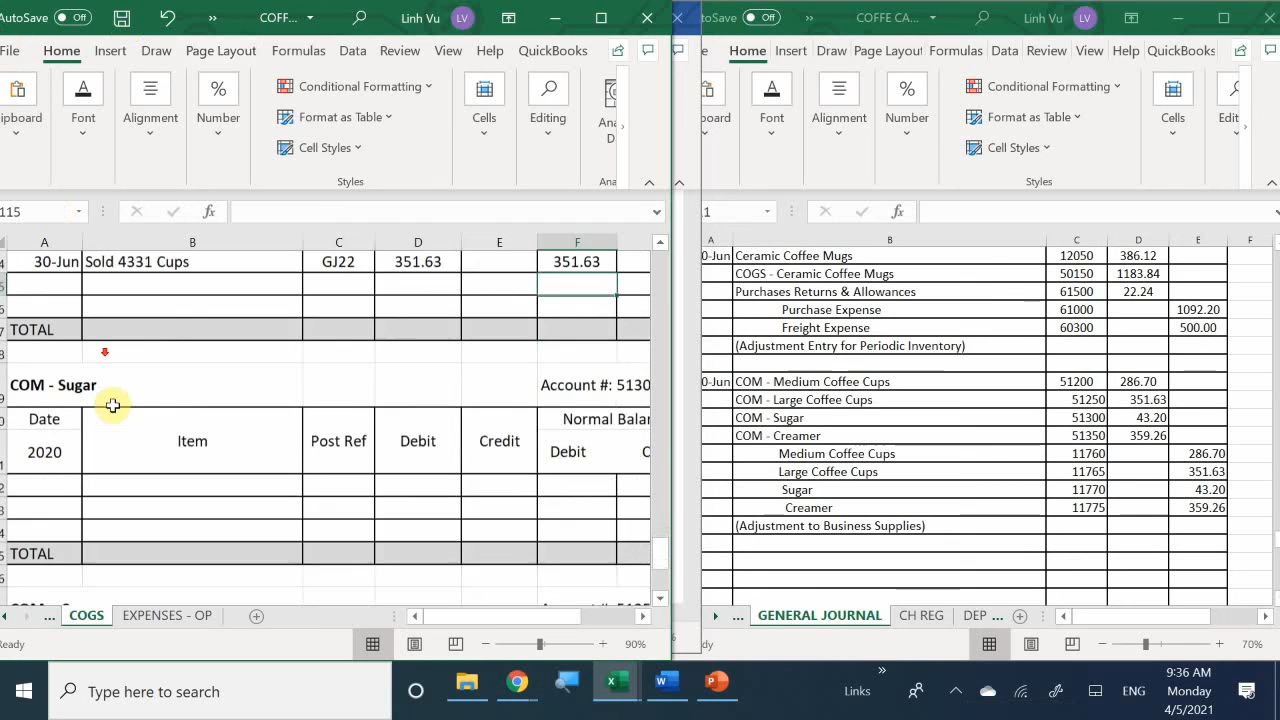 AutoSave Off » COFF... Linh Vu LV
File Home Insert Draw Page Layout Formulas Data Review View Help QuickBooks
Font Alignment Number Conditional Formatting Format as Table Cell Styles Cells Editing
Styles
115 fx
A B C D E F
30-Jun Sold 4331 Cups GJ22 351.63 351.63
TOTAL
COM - Sugar Account #: 5130
Date Item Post Ref Debit Credit Normal Balan
2020 Debit C
TOTAL
... COGS EXPENSES - OP
Ready 90%
toSave Off » COFFE CA... Linh Vu LV
Home Insert Draw Page Layout Formulas Data Review View Help QuickBooks
Font Alignment Number Conditional Formatting Format as Table Cell Styles Cells Edit
Styles
fx
A B C D E F
0-Jun Ceramic Coffee Mugs 12050 386.12
COGS - Ceramic Coffee Mugs 50150 1183.84
Purchases Returns & Allowances 61500 22.24
Purchase Expense 61000 1092.20
Freight Expense 60300 500.00
(Adjustment Entry for Periodic Inventory)
0-Jun COM - Medium Coffee Cups 51200 286.70
COM - Large Coffee Cups 51250 351.63
COM - Sugar 51300 43.20
COM - Creamer 51350 359.26
Medium Coffee Cups 11760 286.70
Large Coffee Cups 11765 351.63
Sugar 11770 43.20
Creamer 11775 359.26
(Adjustment to Business Supplies)
... GENERAL JOURNAL CH REG DEP ...
70%
Type here to search Links » ENG 9:36 AM
Monday
4/5/2021